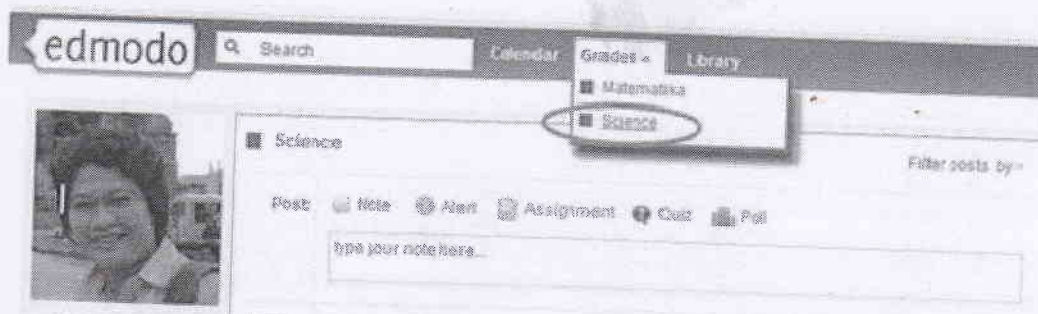 edmodo Search Calendar Grades Library
Matematika
Science
Science
Filter posts by
Post: Note Alert Assignment Quiz Poll
type your note here...